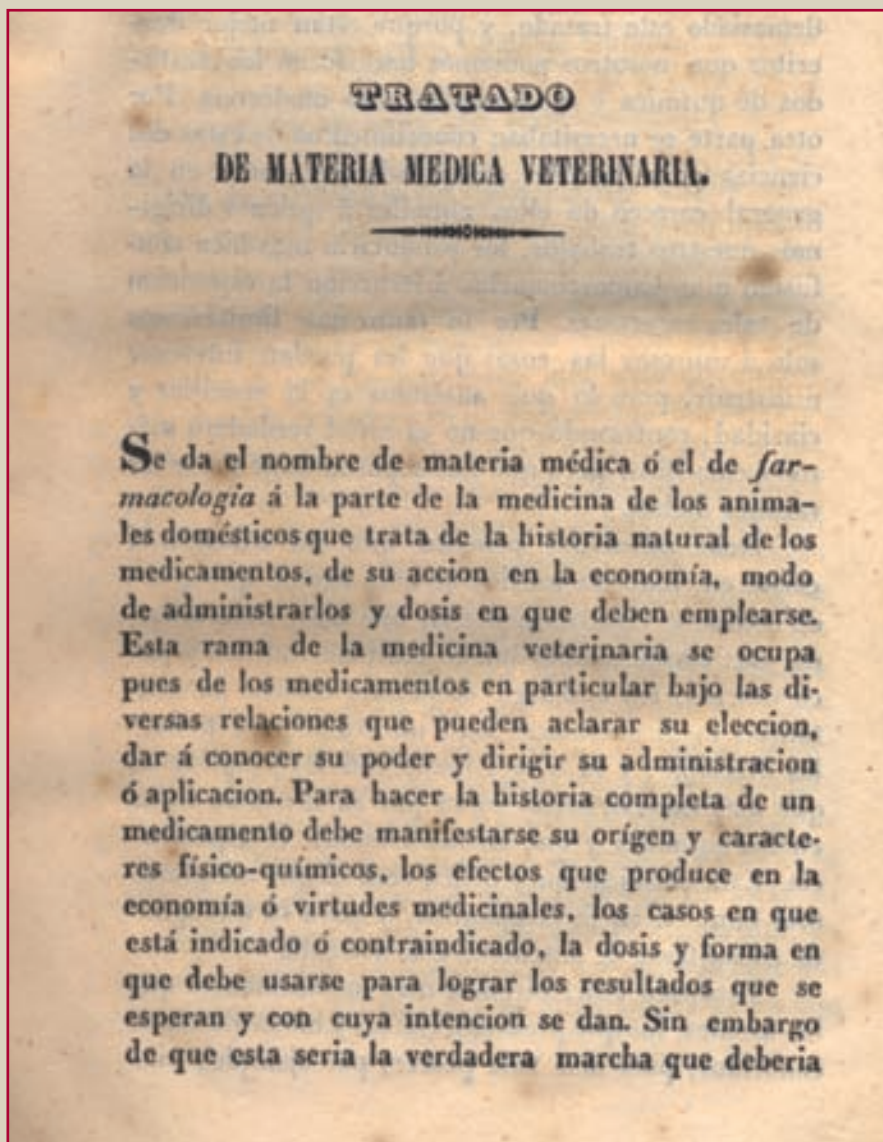 TRATADO
DE MATERIA MEDICA VETERINARIA.
Se da el nombre de materia médica ó el de far-
macologia á la parte de la medicina de los anima-
les domésticos que trata de la historia natural de los
medicamentos, de su accion en la economía, modo
de administrarlos y dosis en que deben emplearse.
Esta rama de la medicina veterinaria se ocupa
pues de los medicamentos en particular bajo las di-
versas relaciones que pueden aclarar su eleccion,
dar á conocer su poder y dirigir su administracion
ó aplicacion. Para hacer la historia completa de un
medicamento debe manifestarse su orígen y caracte-
res físico-químicos, los efectos que produce en la
economía ó virtudes medicinales, los casos en que
está indicado ó contraindicado, la dosis y forma en
que debe usarse para lograr los resultados que se
esperan y con cuya intencion se dan. Sin embargo
de que esta seria la verdadera marcha que deberia